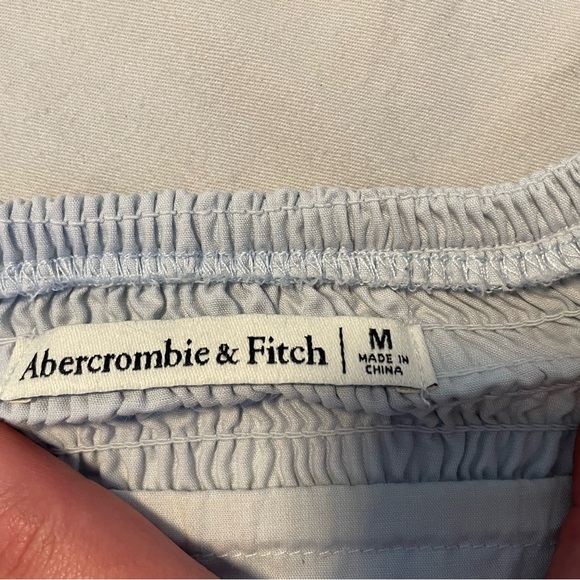 Abercrombie & Fitch | M
MADE IN
CHINA